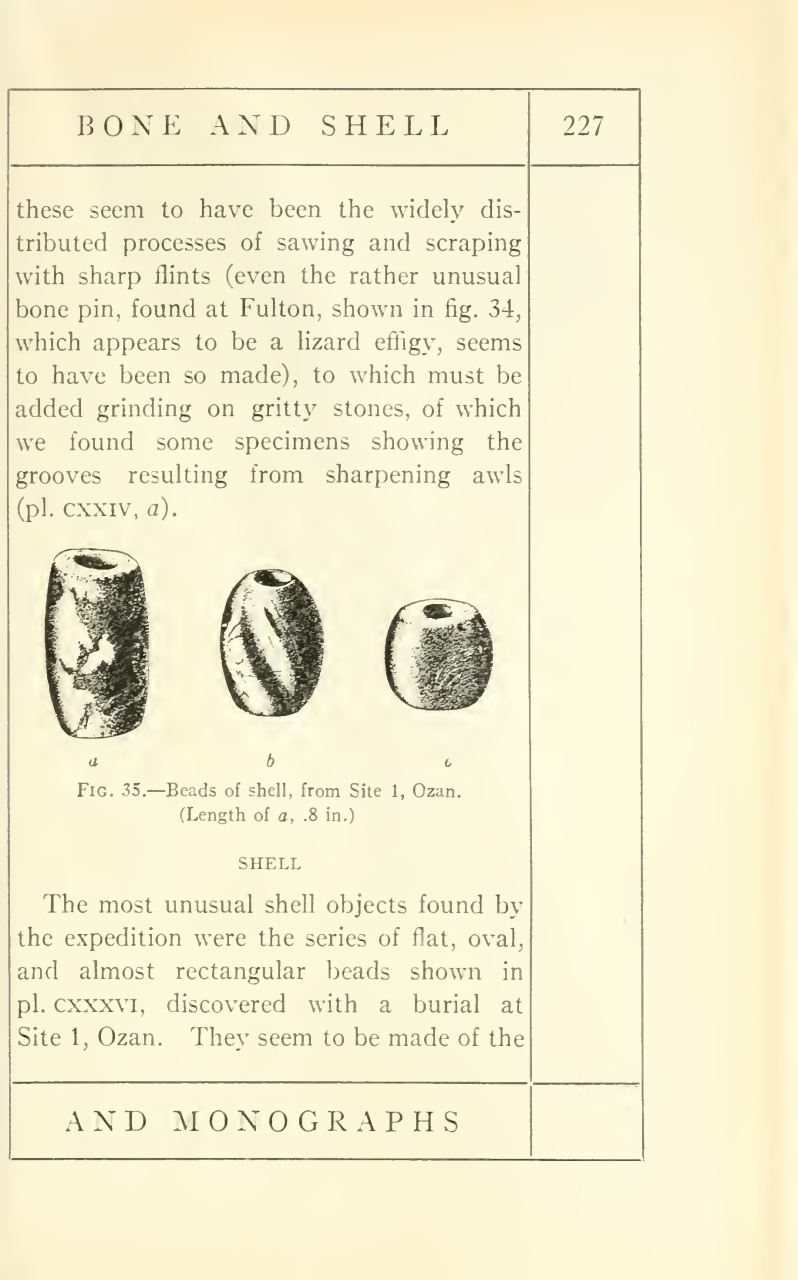 BONE AND SHELL
227
these seem to have been the widely dis-
tributed processes of sawing and scraping
with sharp flints (even the rather unusual
bone pin, found at Fulton, shown in fig. 34,
which appears to be a lizard effigy, seems
to have been so made), to which must be
added grinding on gritty stones, of which
we found some specimens showing the
grooves resulting from sharpening awls
(pl. CXXIV, a).
a b c
FIG. 35.—Beads of shell, from Site 1, Ozan.
(Length of a, .8 in.)
SHELL
The most unusual shell objects found by
the expedition were the series of flat, oval,
and almost rectangular beads shown in
pl. CXXXVI, discovered with a burial at
Site 1, Ozan. They seem to be made of the
AND MONOGRAPHS